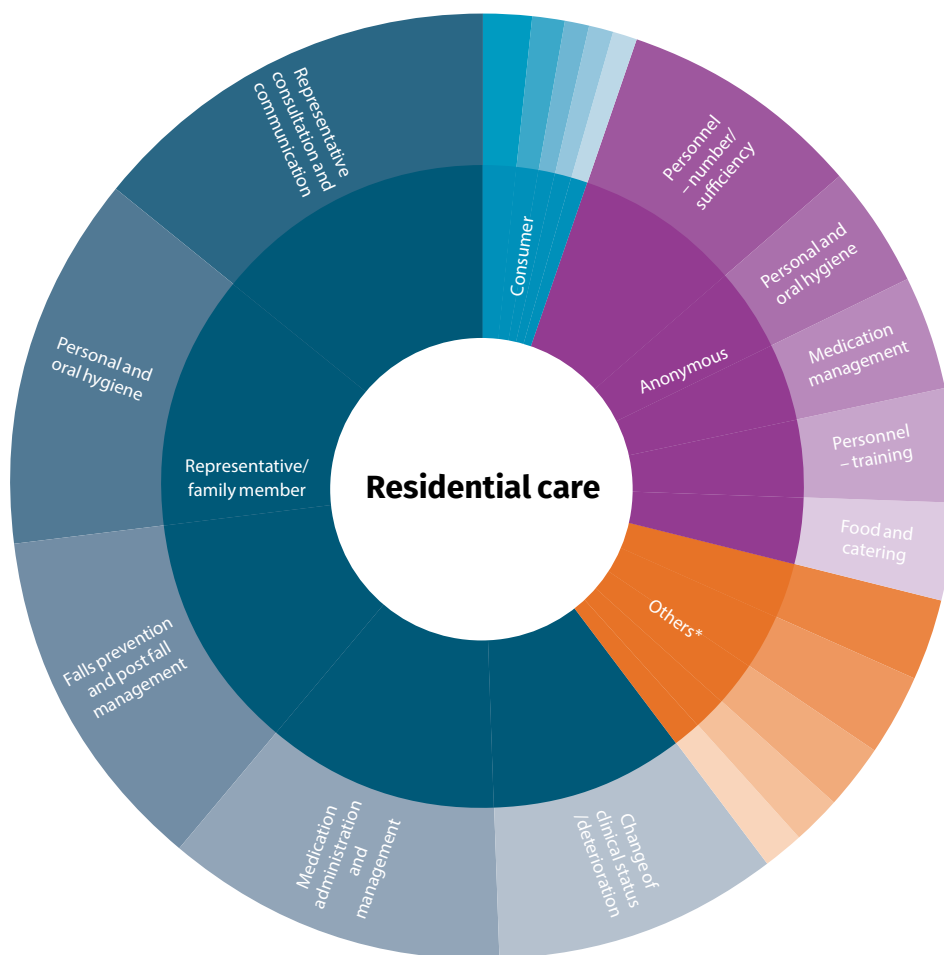 Residential care
Consumer
Anonymous
Personnel
– number/
sufficiency
Personal and
oral hygiene
Medication
management
Personnel
– training
Food and
catering
Others*
Representative/
family member
Change of
clinical status
/deterioration
Medication
administration
and
management
Falls prevention
and post fall
management
Personal and
oral hygiene
Representative
consultation and
communication